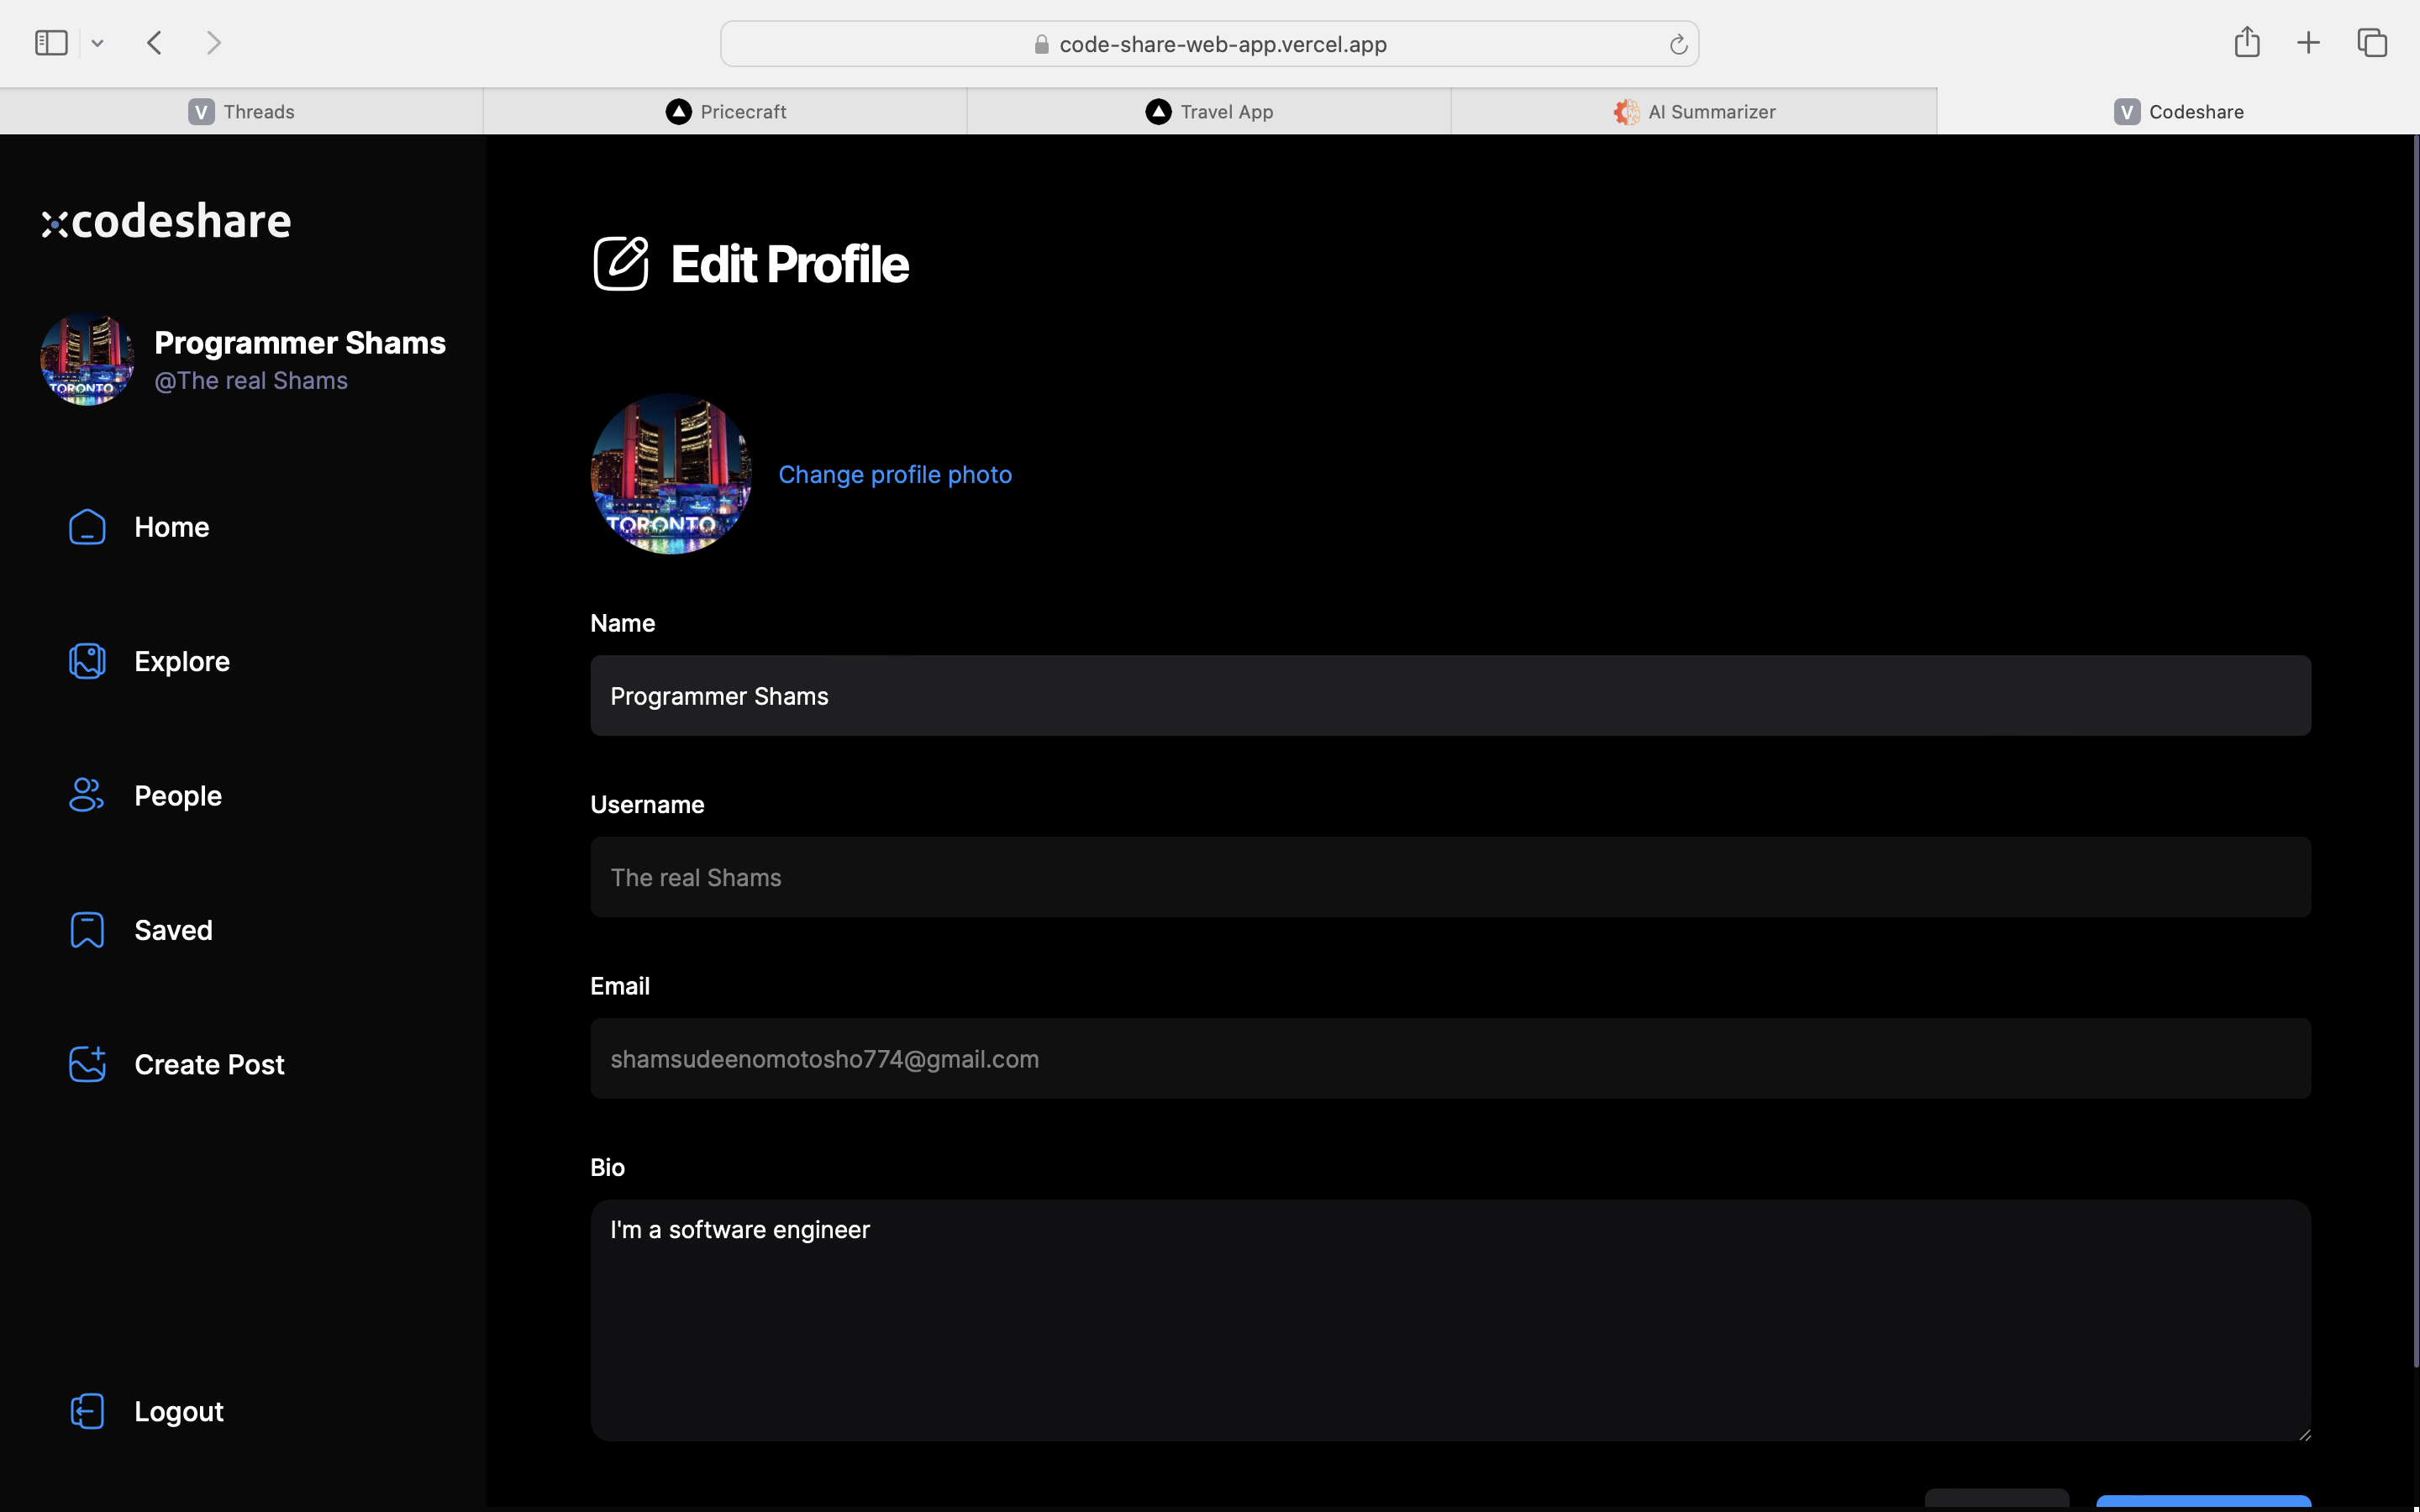 code-share-web-app.vercel.app
V Threads
Pricecraft
Travel App
AI Summarizer
V Codeshare
codeshare
Programmer Shams
@The real Shams
TORONTO
Home
Explore
People
Saved
Create Post
Logout
Edit Profile
TORONTO
Change profile photo
Name
Programmer Shams
Username
The real Shams
Email
shamsudeenomotosho774@gmail.com
Bio
I'm a software engineer